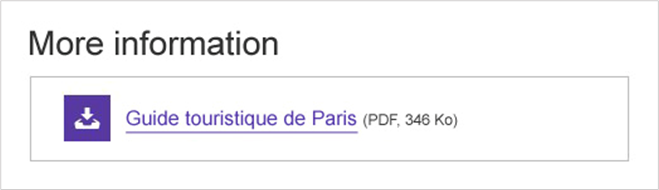 More information
Guide touristique de Paris (PDF, 346 Ko)